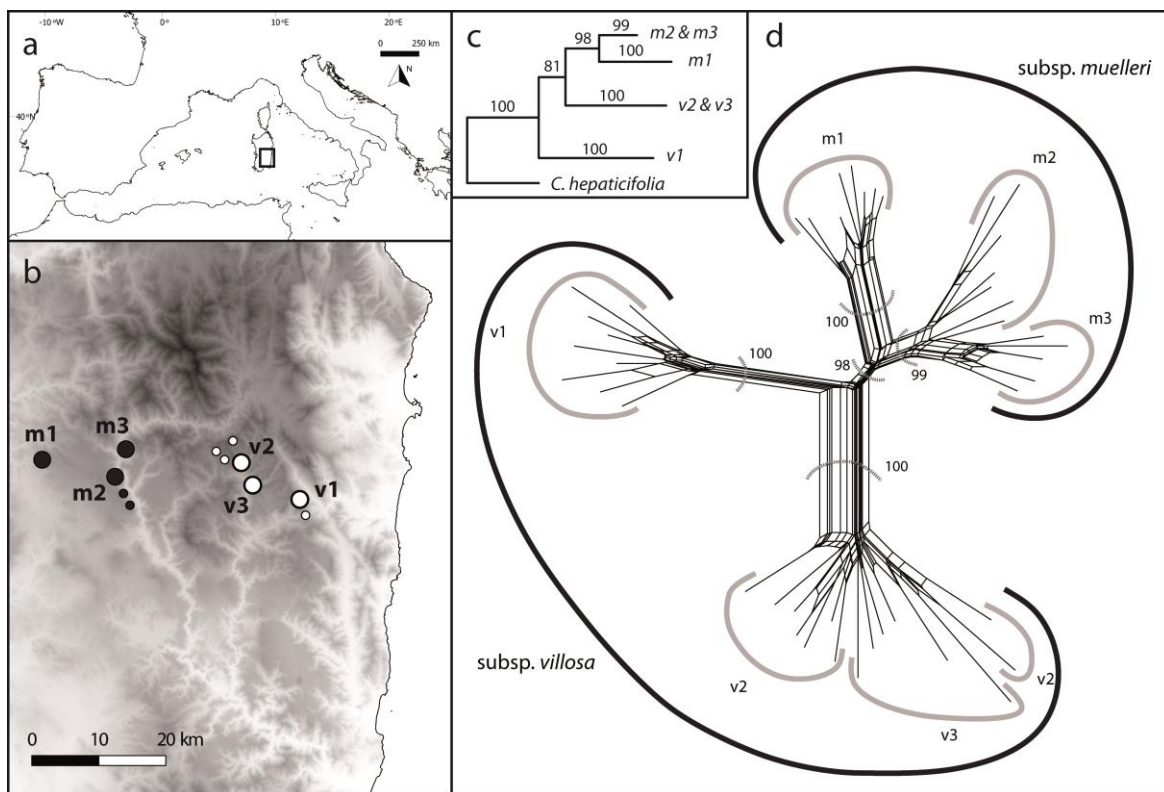 a
-10°W
0°
10°E
20°E
0 250 km
N
40°N
b
m1
m3
m2
v2
v3
v1
0 10 20 km
c
99
m2 & m3
98
100
m1
81
100
100
v2 & v3
100
v1
C. hepaticifolia
d
subsp. muelleri
m1
m2
m3
v1
100
100
98
99
100
subsp. villosa
v2
v2
v3